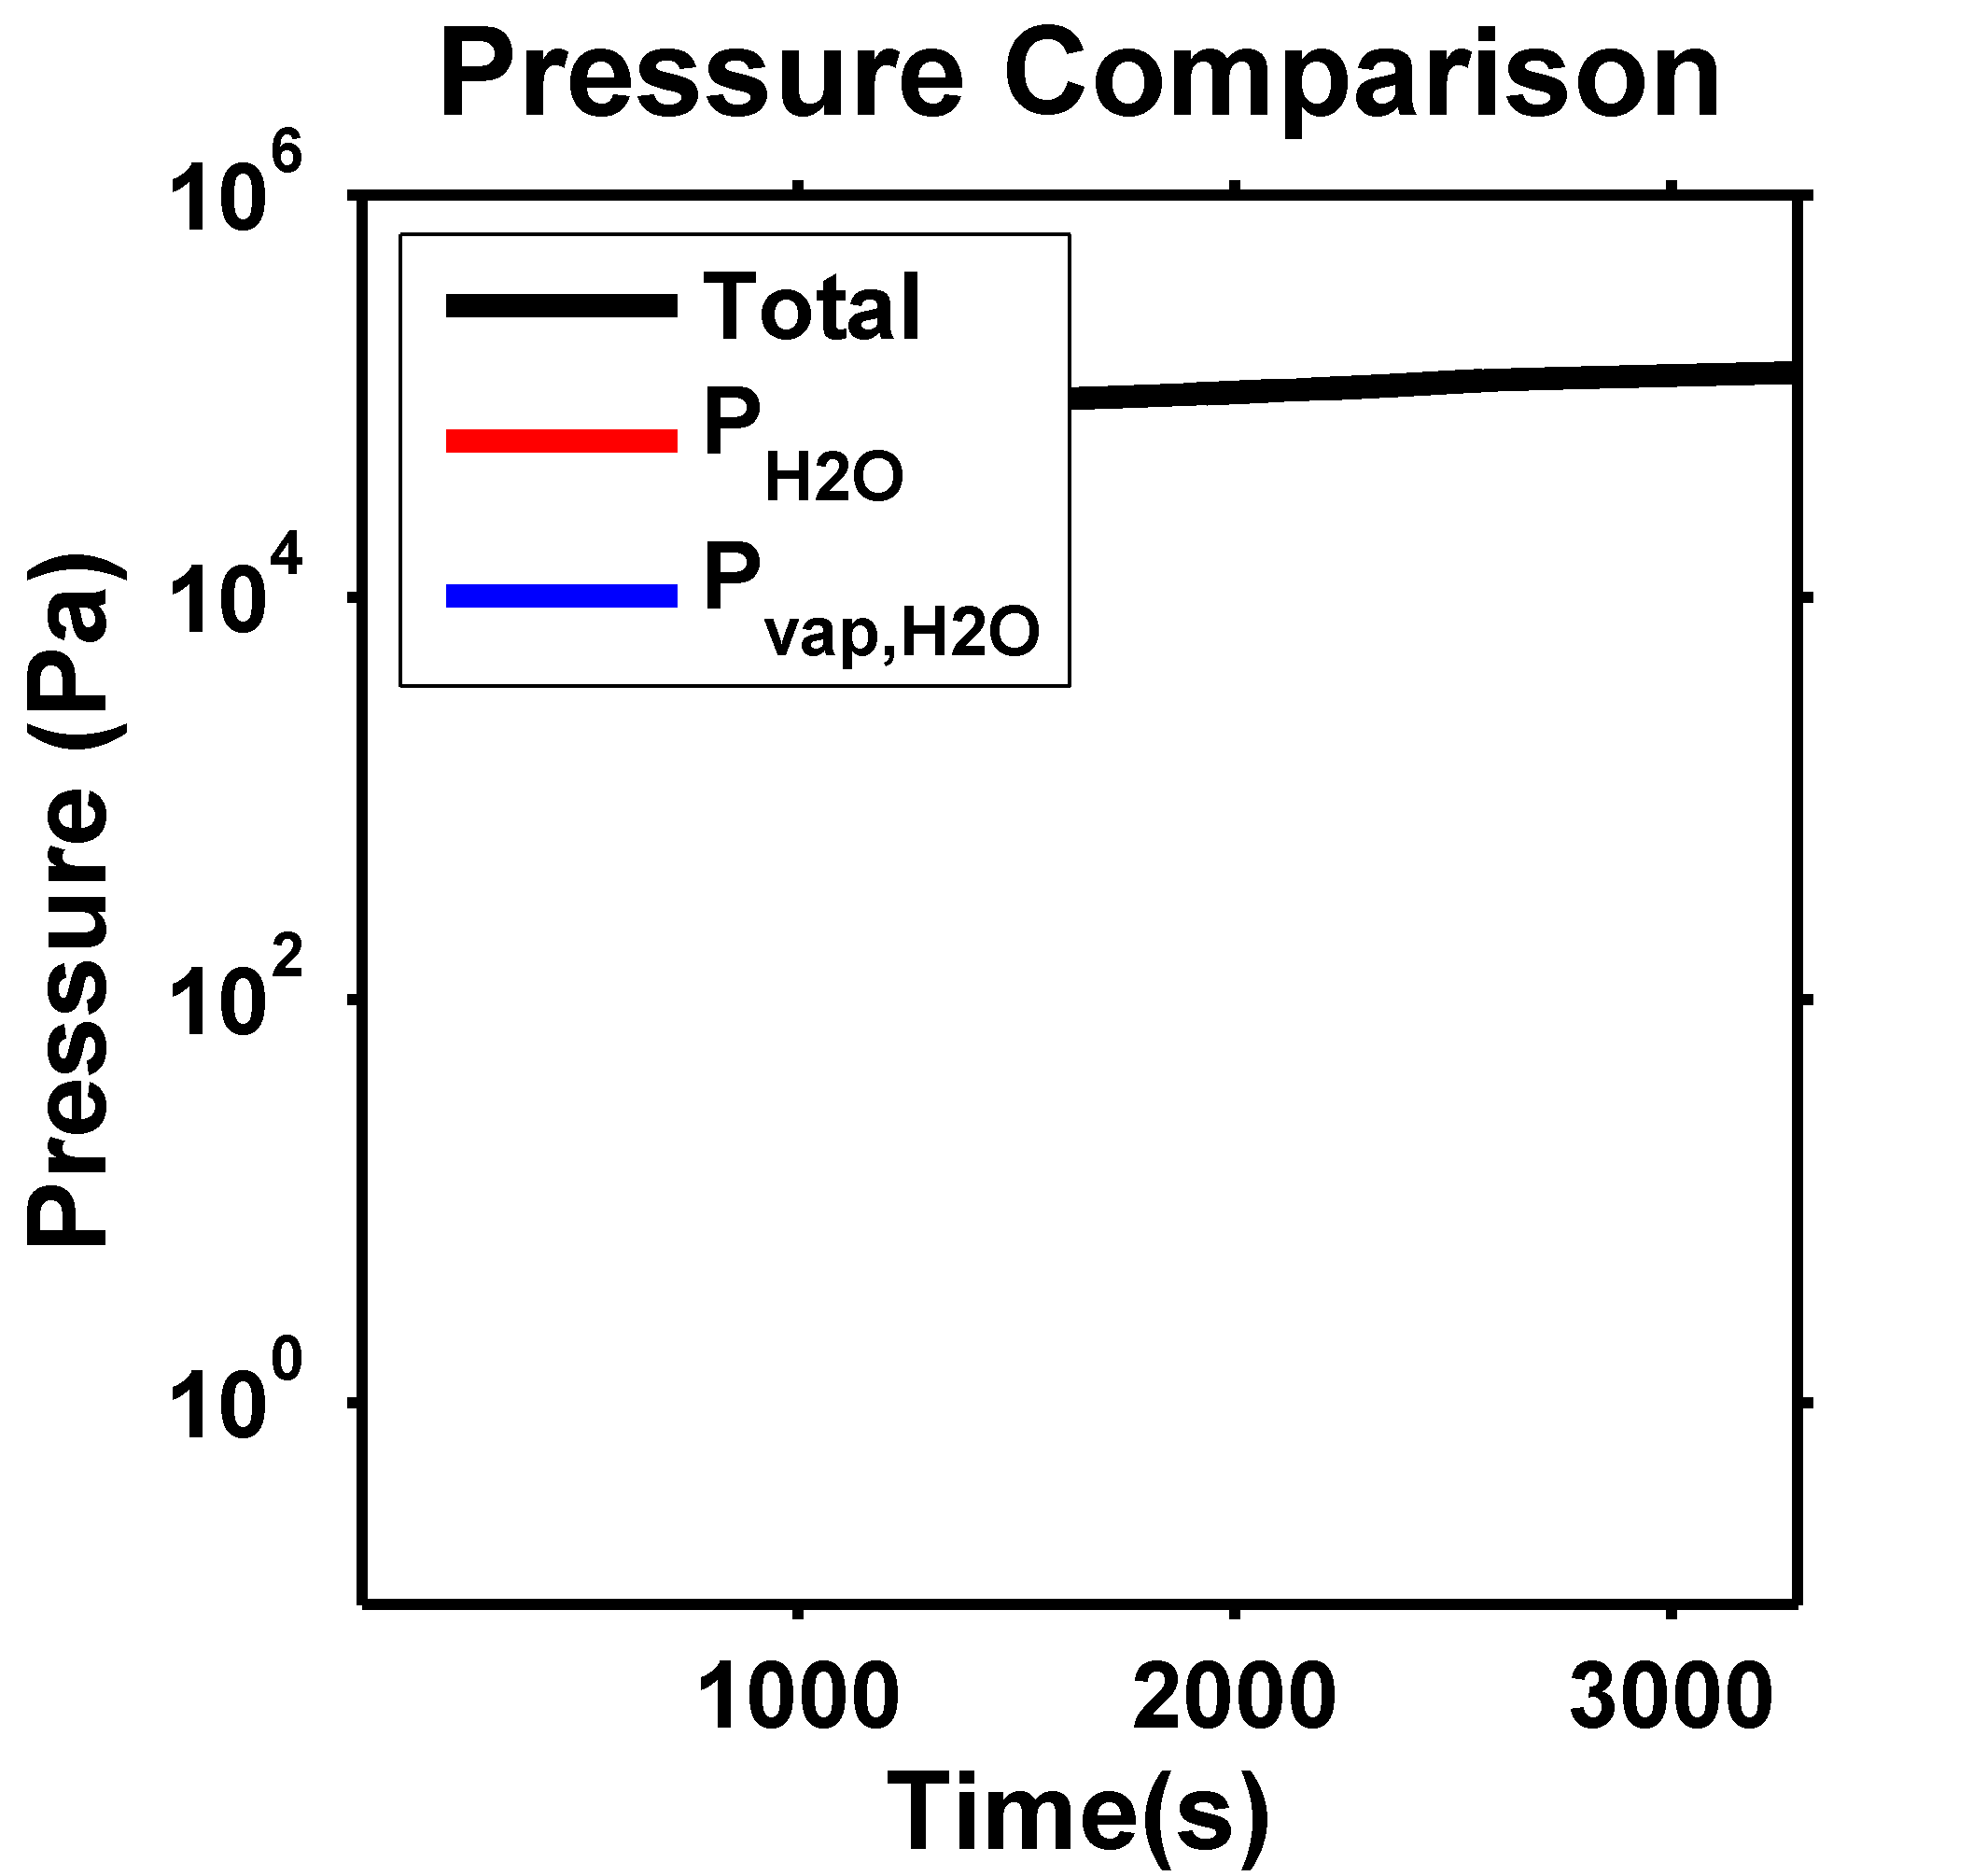 Pressure Comparison
10^6
Total
P_H2O
P_vap,H2O
10^4
10^2
10^0
Pressure (Pa)
1000 2000 3000
Time(s)